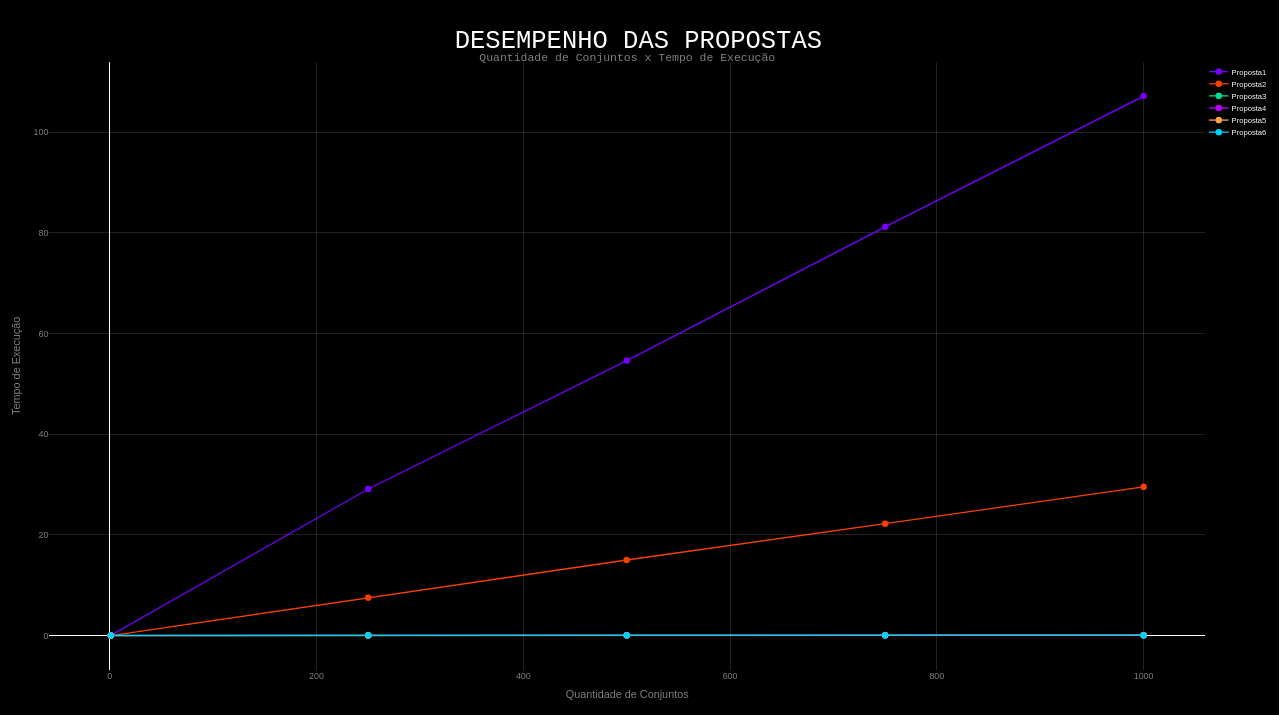 DESEMPENHO DAS PROPOSTAS
Quantidade de Conjuntos x Tempo de Execução
Proposta1
Proposta2
Proposta3
Proposta4
Proposta5
Proposta6
100
80
60
40
20
0
Tempo de Execução
0 200 400 600 800 1000
Quantidade de Conjuntos